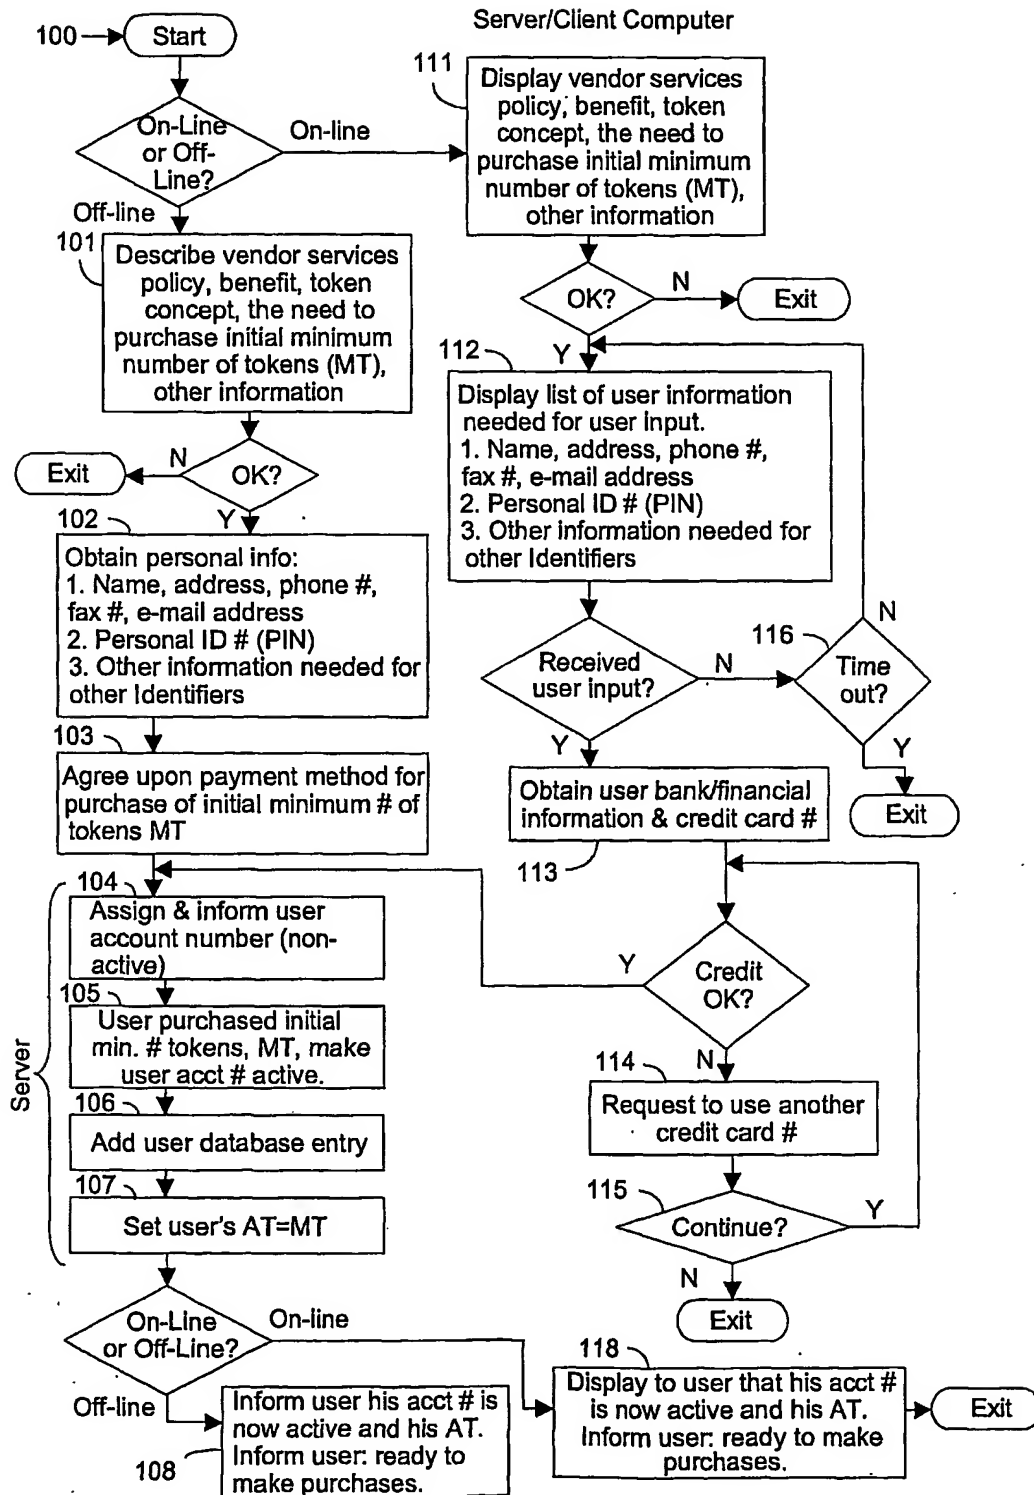 Server/Client Computer
100
Start
On-Line
or Off-
Line?
On-line
Off-line
111
Display vendor services
policy, benefit, token
concept, the need to
purchase initial minimum
number of tokens (MT),
other information
101
Describe vendor services
policy, benefit, token
concept, the need to
purchase initial minimum
number of tokens (MT),
other information
OK?
N
Exit
Y
OK?
N
Exit
Y
112
Display list of user information
needed for user input.
1. Name, address, phone #,
fax #, e-mail address
2. Personal ID # (PIN)
3. Other information needed for
other Identifiers
102
Obtain personal info:
1. Name, address, phone #,
fax #, e-mail address
2. Personal ID # (PIN)
3. Other information needed for
other Identifiers
Received
user input?
N
Y
116
Time
out?
N
Y
Exit
103
Agree upon payment method for
purchase of initial minimum # of
tokens MT
Obtain user bank/financial
information & credit card #
113
Server
104
Assign & inform user
account number (non-
active)
105
User purchased initial
min. # tokens, MT, make
user acct # active.
106
Add user database entry
107
Set user's AT=MT
Credit
OK?
Y
N
114
Request to use another
credit card #
115
Continue?
Y
N
Exit
On-Line
or Off-Line?
On-line
Off-line
Inform user his acct # is
now active and his AT.
Inform user: ready to
make purchases.
108
118
Display to user that his acct #
is now active and his AT.
Inform user: ready to make
purchases.
Exit